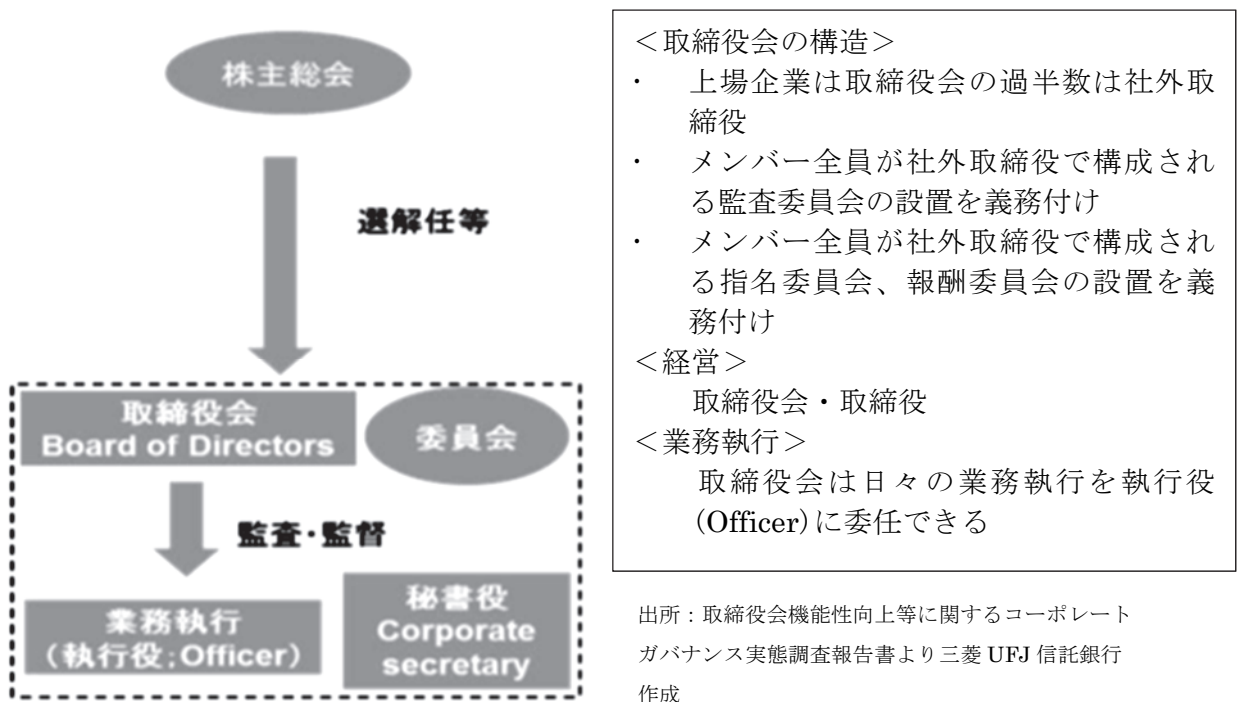 株主総会
選解任等
取締役会
Board of Directors
委員会
監査・監督
業務執行
（執行役；Officer）
秘書役
Corporate
secretary
＜取締役会の構造＞
・ 上場企業は取締役会の過半数は社外取
締役
・ メンバー全員が社外取締役で構成され
る監査委員会の設置を義務付け
・ メンバー全員が社外取締役で構成され
る指名委員会、報酬委員会の設置を義
務付け
＜経営＞
取締役会・取締役
＜業務執行＞
取締役会は日々の業務執行を執行役
(Officer)に委任できる
出所：取締役会機能性向上等に関するコーポレート
ガバナンス実態調査報告書より三菱 UFJ 信託銀行
作成